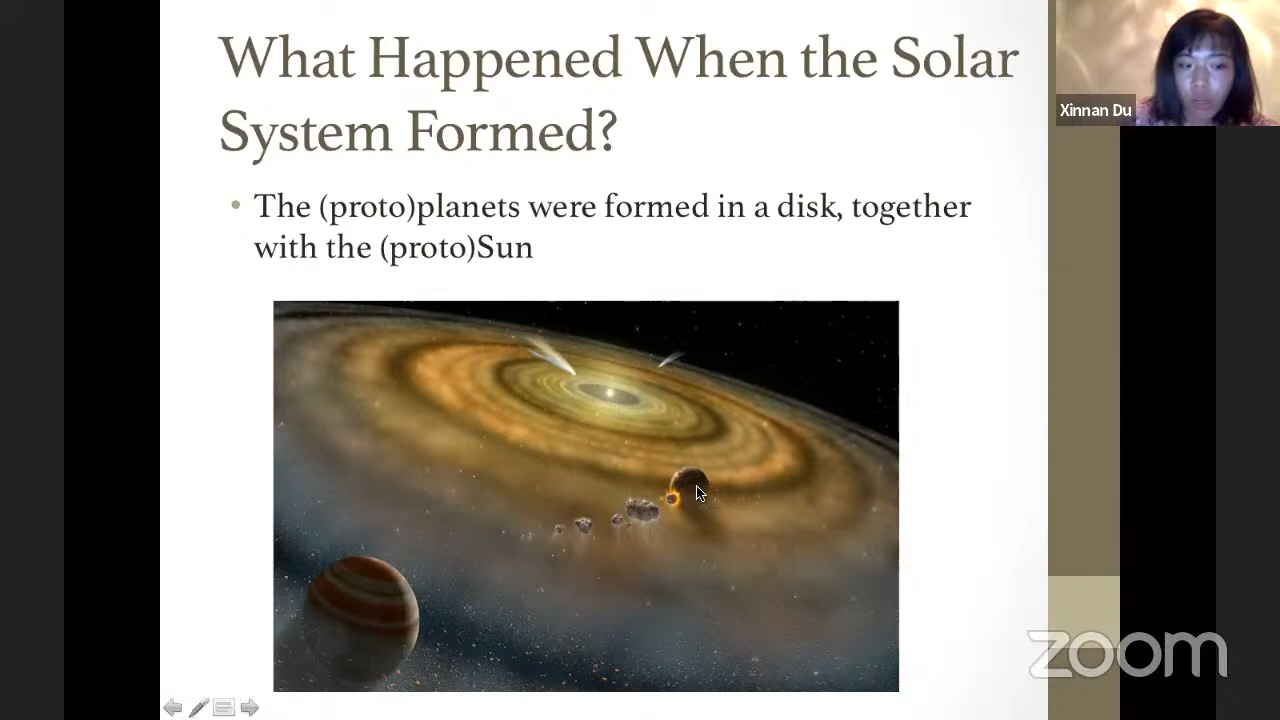 What Happened When the Solar
System Formed?
• The (proto)planets were formed in a disk, together
with the (proto)Sun
Xinnan Du
zoom